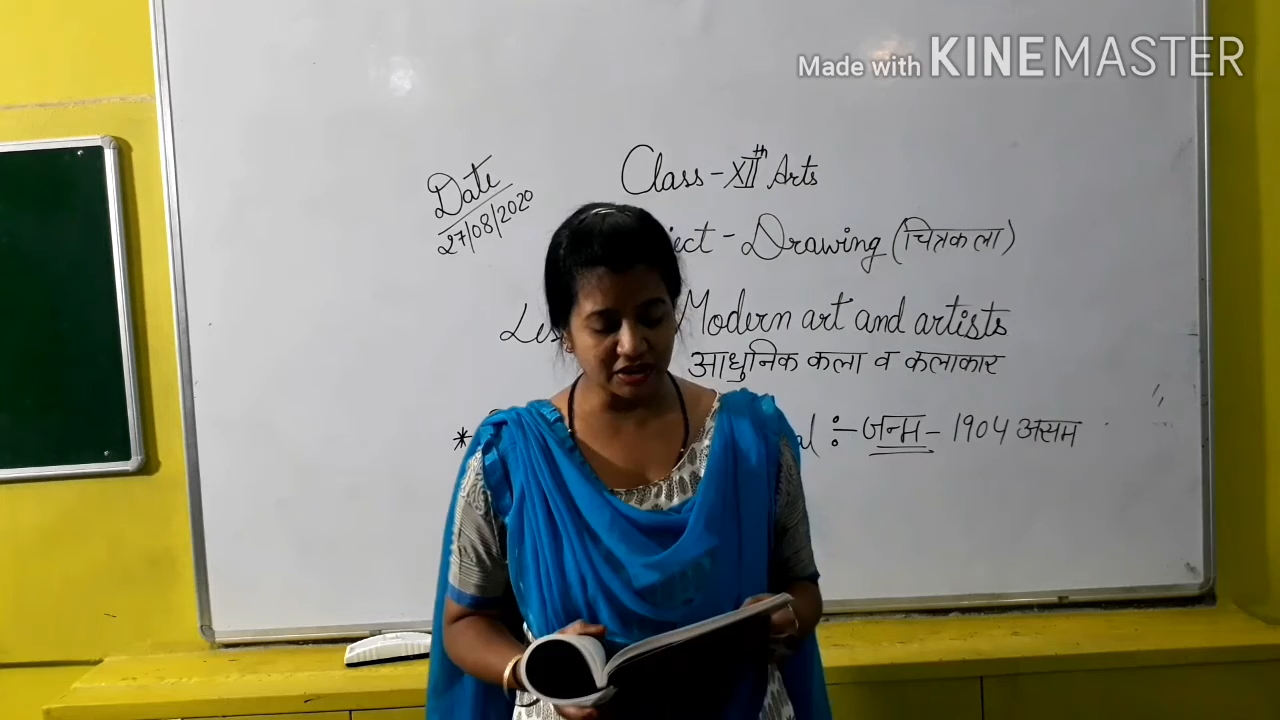 Made with KINEMASTER
Date
27/08/2020
Class-XIIth Arts
ject - Drawing (चित्रकला)
Les Modern art and artists
आधुनिक कला व कलाकार
* al :- जन्म - 1904 असम